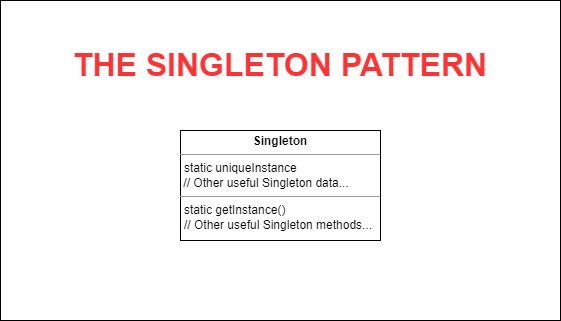 THE SINGLETON PATTERN
Singleton
static uniqueInstance
// Other useful Singleton data...
static getInstance()
// Other useful Singleton methods...